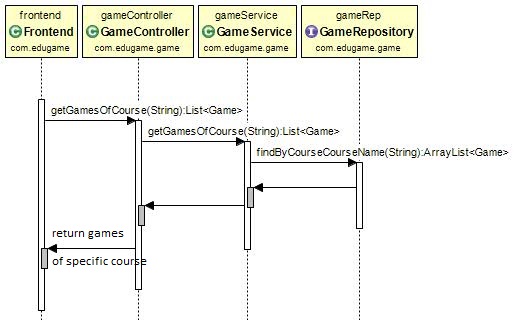 frontend
C Frontend
com.edugame.game
gameController
C GameController
com.edugame.game
gameService
C GameService
com.edugame.game
gameRep
I GameRepository
com.edugame.game
getGamesOfCourse(String):List<Game>
getGamesOfCourse(String):List<Game>
findByCourseCourseName(String):ArrayList<Game>
return games
of specific course